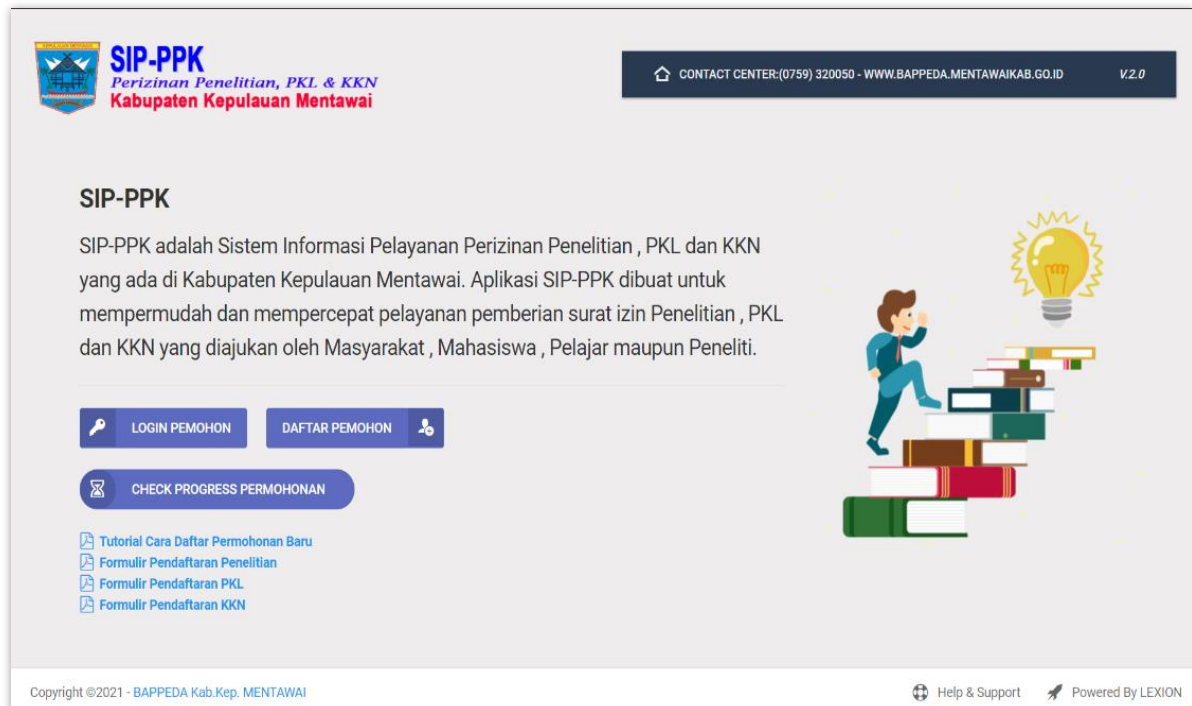 SIP-PPK
Perizinan Penelitian, PKL & KKN
Kabupaten Kepulauan Mentawai
CONTACT CENTER:(0759) 320050 - WWW.BAPPEDA.MENTAWAIKAB.GO.ID
V.2.0
SIP-PPK
SIP-PPK adalah Sistem Informasi Pelayanan Perizinan Penelitian , PKL dan KKN
yang ada di Kabupaten Kepulauan Mentawai. Aplikasi SIP-PPK dibuat untuk
mempermudah dan mempercepat pelayanan pemberian surat izin Penelitian , PKL
dan KKN yang diajukan oleh Masyarakat , Mahasiswa , Pelajar maupun Peneliti.
LOGIN PEMOHON
DAFTAR PEMOHON
CHECK PROGRESS PERMOHONAN
Tutorial Cara Daftar Permohonan Baru
Formulir Pendaftaran Penelitian
Formulir Pendaftaran PKL
Formulir Pendaftaran KKN
Copyright ©2021 - BAPPEDA Kab.Kep. MENTAWAI
Help & Support
Powered By LEXION